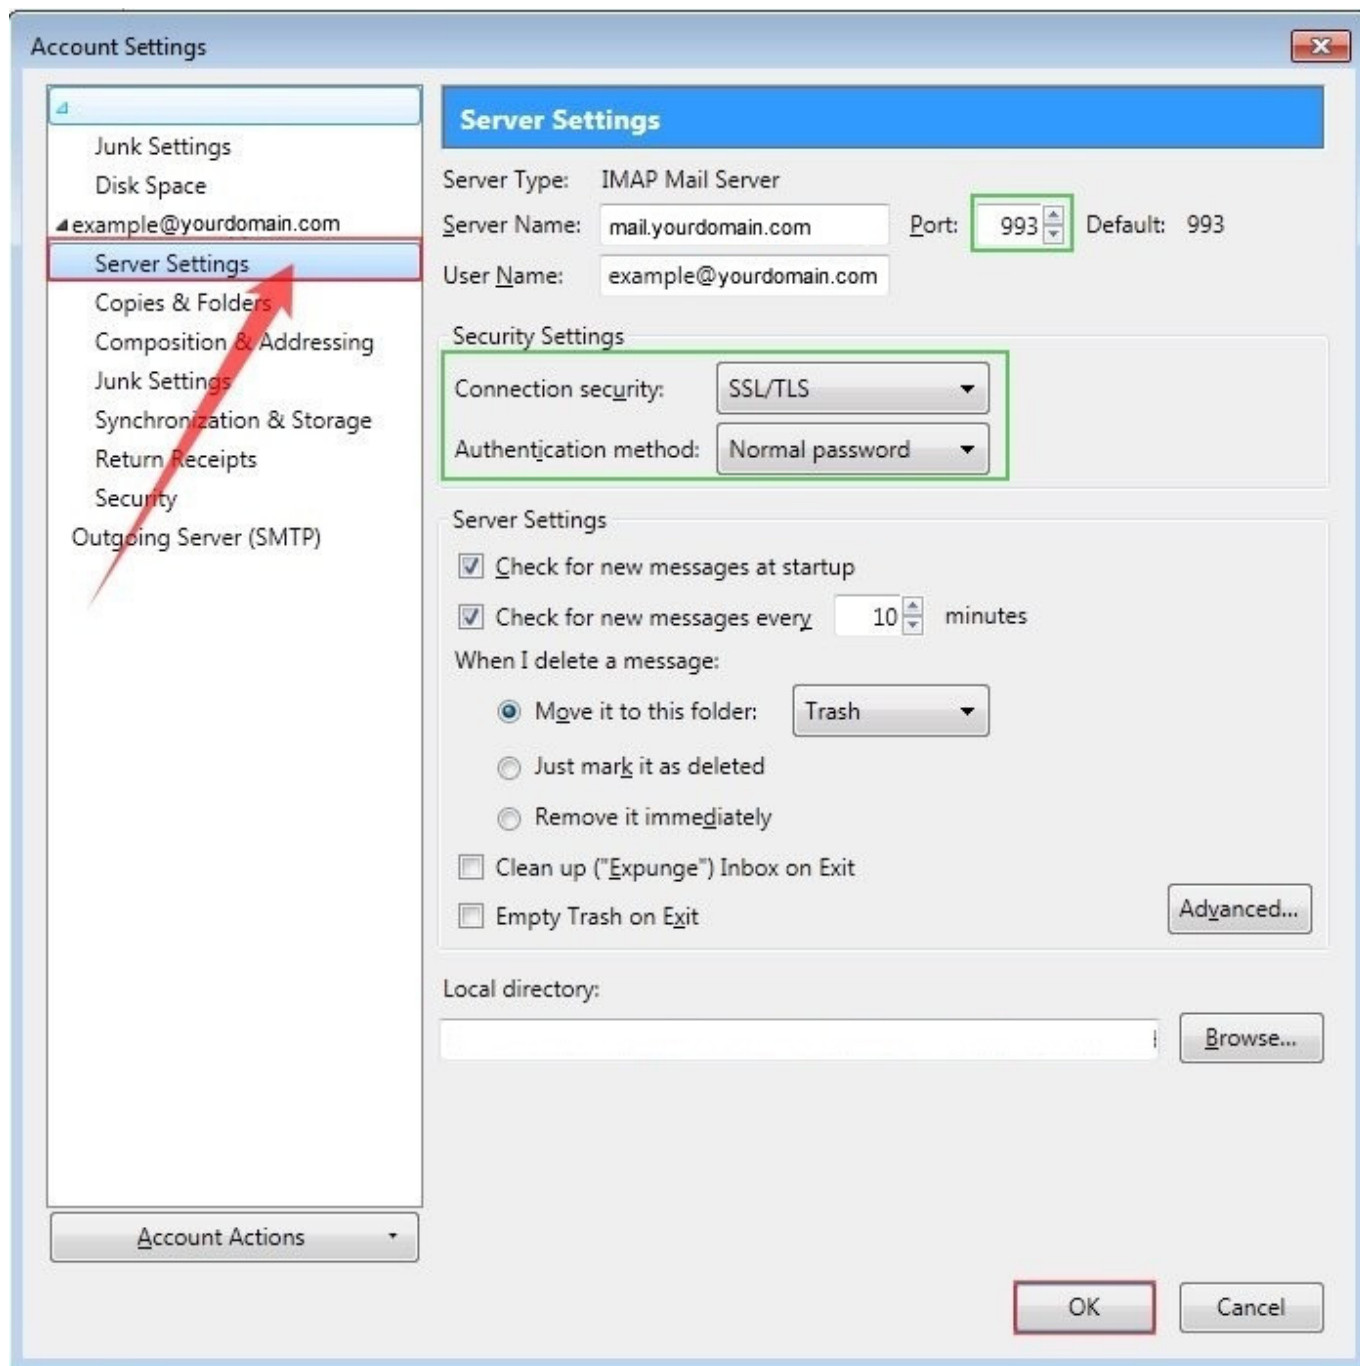 Account Settings
Junk Settings
Disk Space
example@yourdomain.com
Server Settings
Copies & Folders
Composition & Addressing
Junk Settings
Synchronization & Storage
Return Receipts
Security
Outgoing Server (SMTP)
Account Actions
Server Settings
Server Type: IMAP Mail Server
Server Name: mail.yourdomain.com Port: 993 Default: 993
User Name: example@yourdomain.com
Security Settings
Connection security: SSL/TLS
Authentication method: Normal password
Server Settings
Check for new messages at startup
Check for new messages every 10 minutes
When I delete a message:
Move it to this folder: Trash
Just mark it as deleted
Remove it immediately
Clean up ("Expunge") Inbox on Exit
Empty Trash on Exit
Advanced...
Local directory:
Browse...
OK Cancel